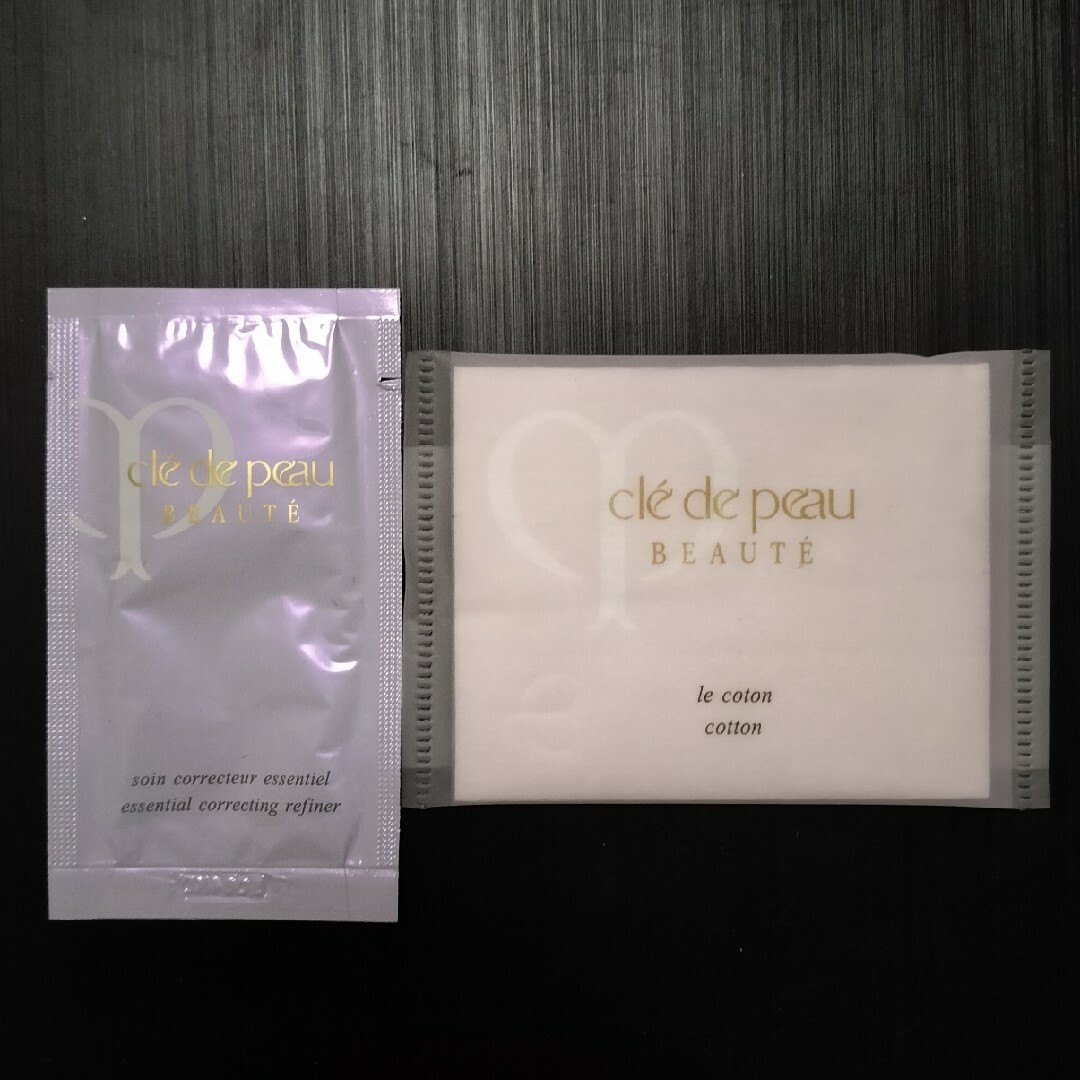 clé de peau
BEAUTÉ
soin correcteur essentiel
essential correcting refiner
clé de peau
BEAUTÉ
le coton
cotton